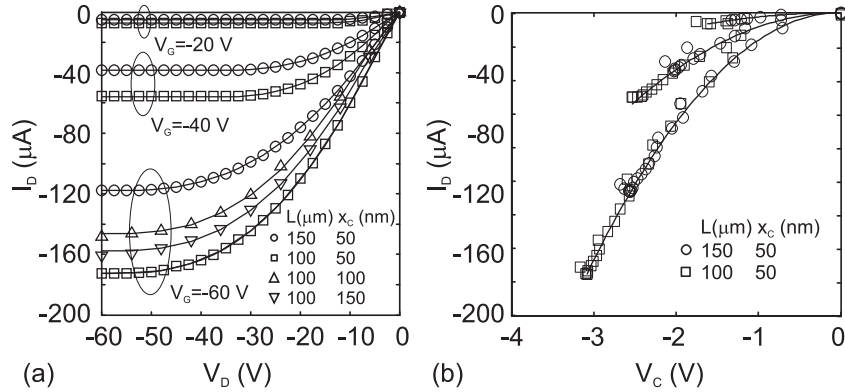 0
-40
-80
-120
-160
-200
I_D (μA)
V_G=-20 V
V_G=-40 V
V_G=-60 V
L(μm) x_C (nm)
150 50
100 50
100 100
100 150
-60 -50 -40 -30 -20 -10 0
(a)
V_D (V)
0
-40
-80
-120
-160
-200
I_D (μA)
L(μm) x_C (nm)
150 50
100 50
-4 -3 -2 -1 0
(b)
V_C (V)